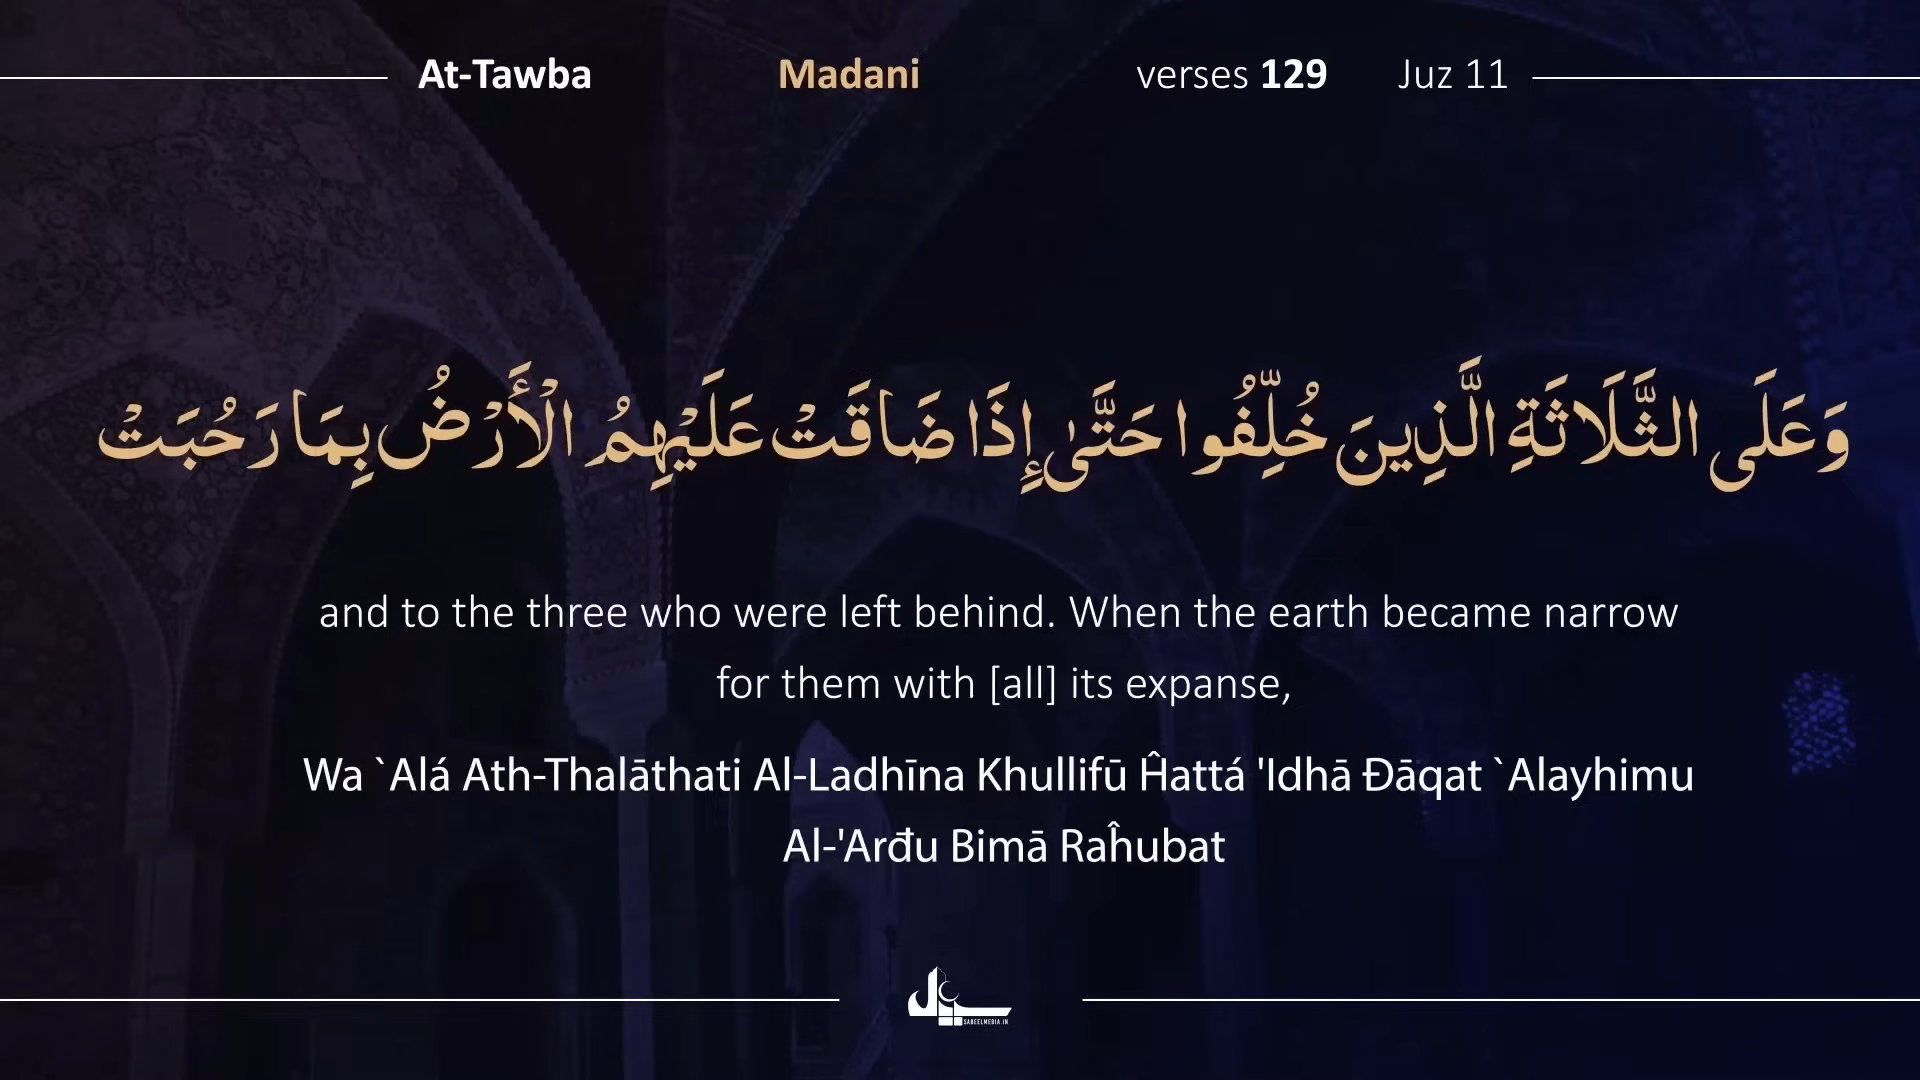 At-Tawba Madani verses 129 Juz 11
وَعَلَى الثَّلَاثَةِ الَّذِينَ خُلِّفُوا حَتَّىٰ إِذَا ضَاقَتْ عَلَيْهِمُ الْأَرْضُ بِمَا رَحُبَتْ
and to the three who were left behind. When the earth became narrow
for them with [all] its expanse,
Wa `Alá Ath-Thalāthati Al-Ladhīna Khullifū Ĥattá 'Idhā Đāqat `Alayhimu
Al-'Arđu Bimā Raĥubat
SABEELMEDIA.IN